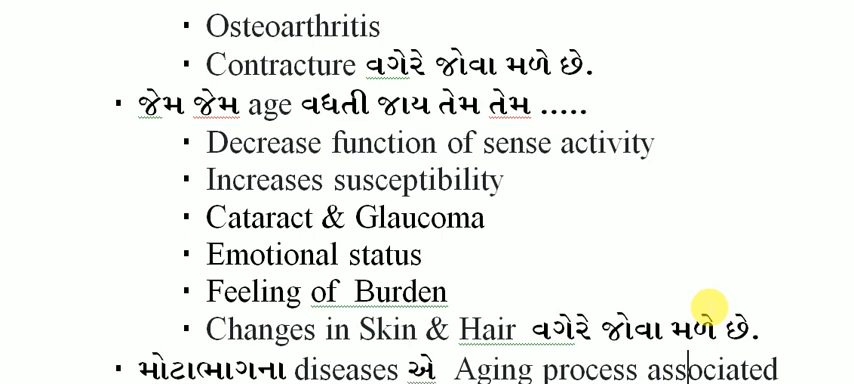 ▪ Osteoarthritis
▪ Contracture વગેરે જોવા મળે છે.
▪ જેમ જેમ age વધતી જાય તેમ તેમ .....
▪ Decrease function of sense activity
▪ Increases susceptibility
▪ Cataract & Glaucoma
▪ Emotional status
▪ Feeling of Burden
▪ Changes in Skin & Hair વગેરે જોવા મળે છે.
▪ મોટાભાગના diseases એ Aging process associated